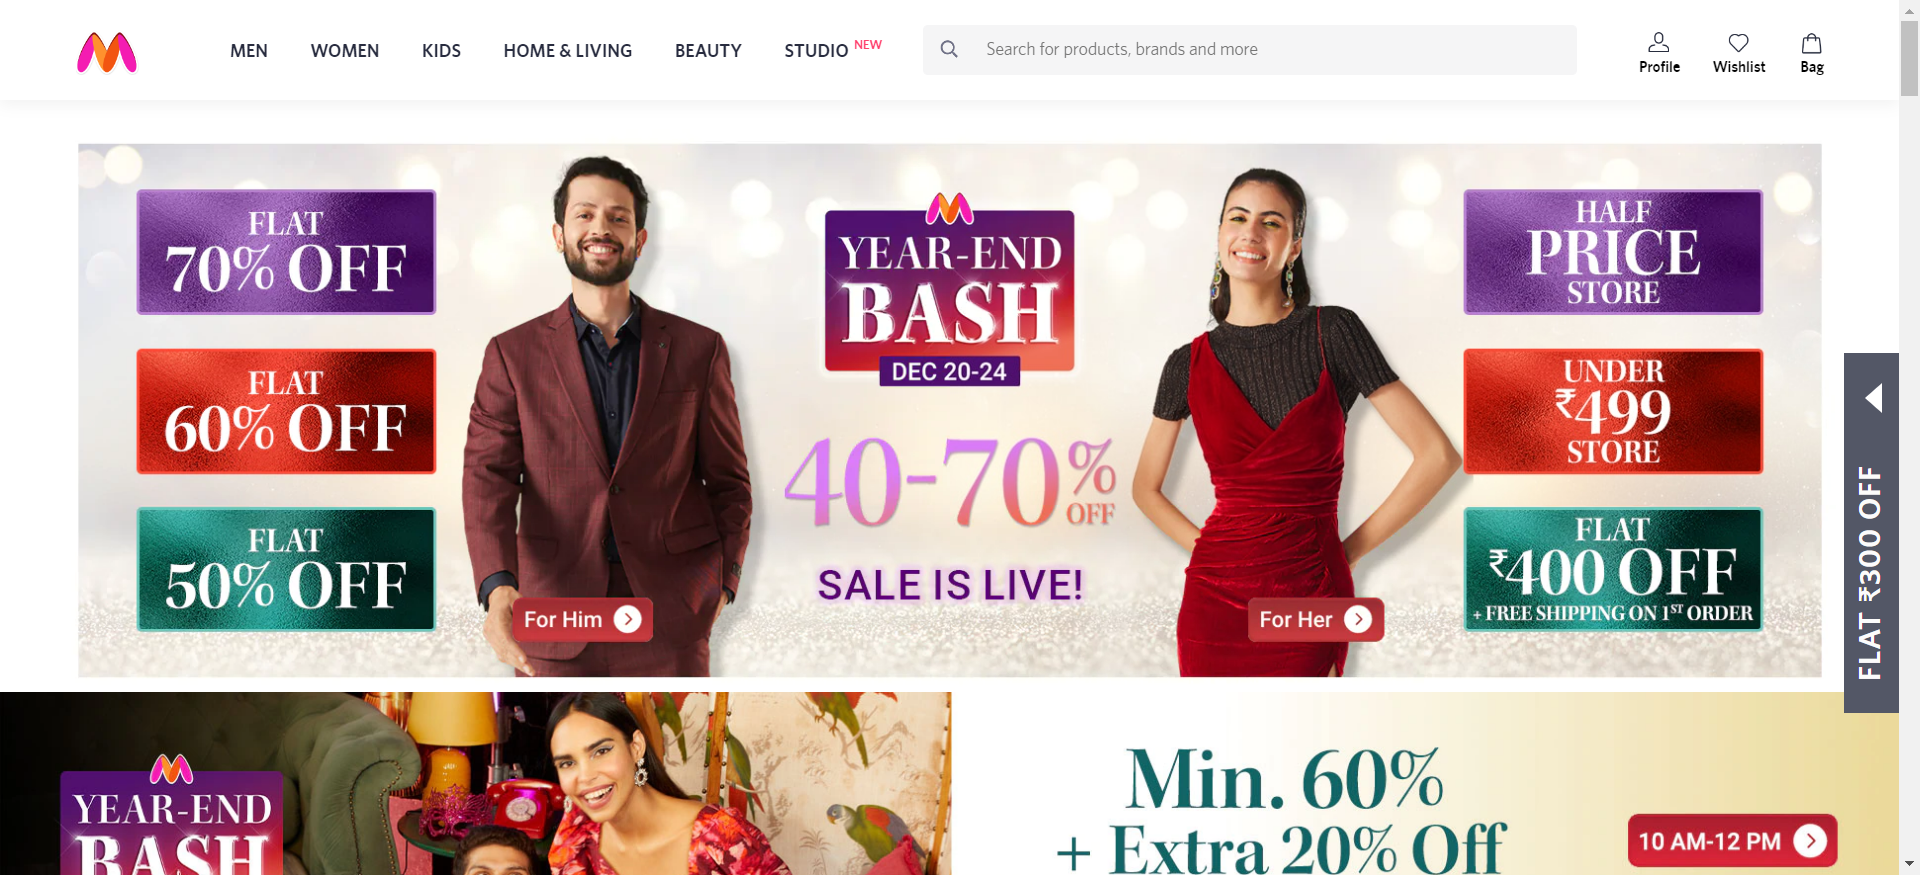 MEN
WOMEN
KIDS
HOME & LIVING
BEAUTY
STUDIO NEW
Search for products, brands and more
Profile
Wishlist
Bag
FLAT
70% OFF
FLAT
60% OFF
FLAT
50% OFF
For Him
YEAR-END
BASH
DEC 20-24
40-70%
OFF
SALE IS LIVE!
For Her
HALF
PRICE
STORE
UNDER
₹499
STORE
FLAT
₹400 OFF
+ FREE SHIPPING ON 1ST ORDER
FLAT ₹300 OFF
YEAR-END
BASH
Min. 60%
+ Extra 20% Off
10 AM-12 PM